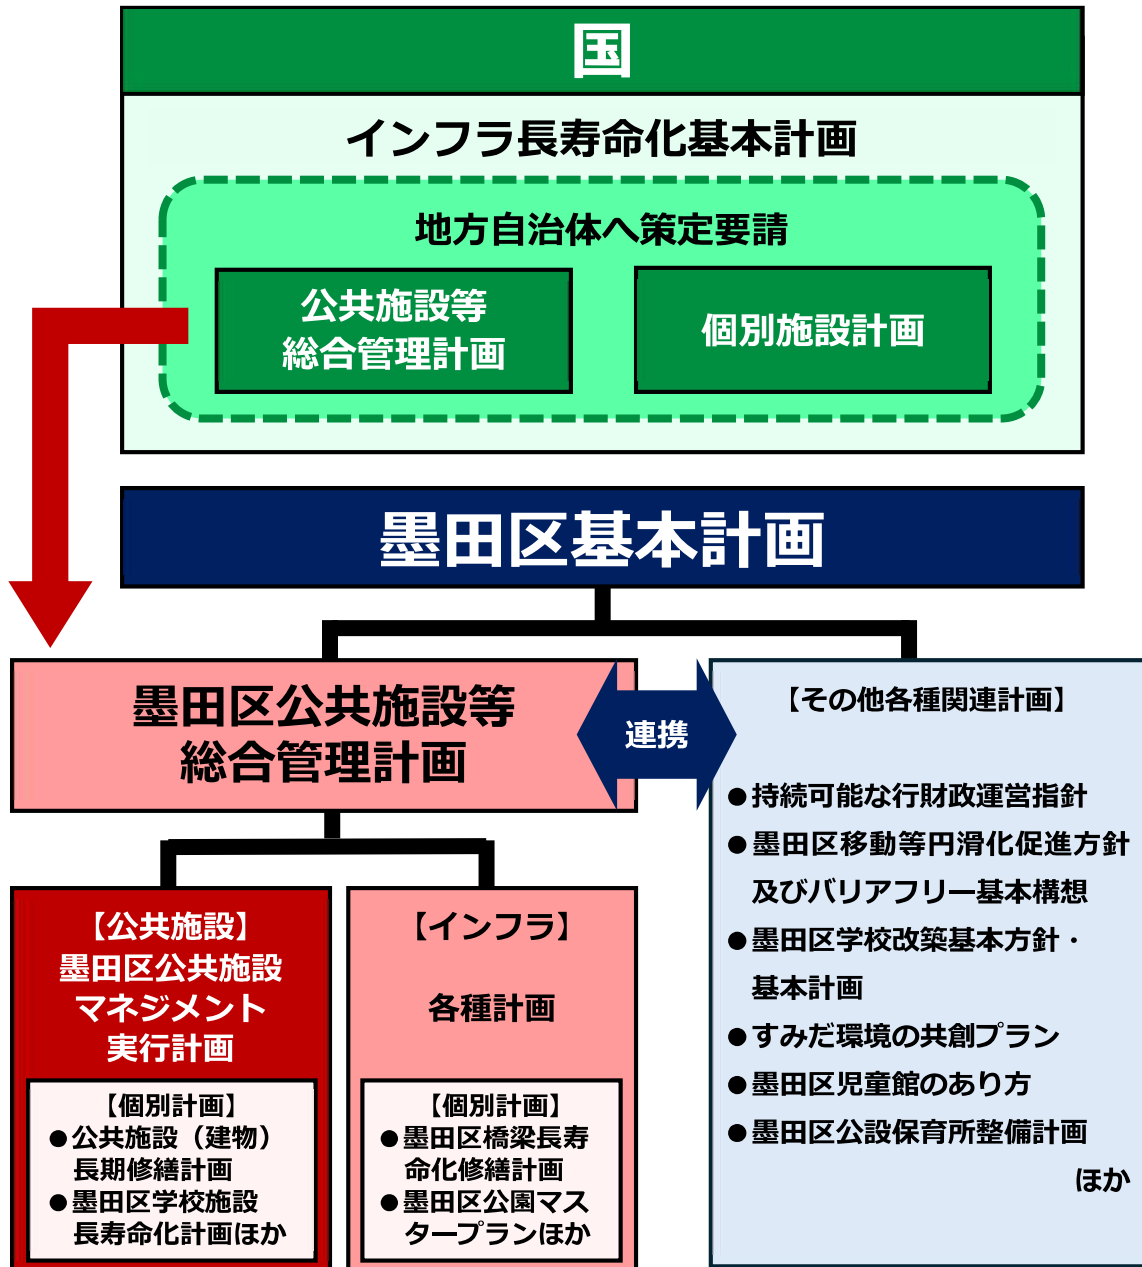 国
インフラ長寿命化基本計画
地方自治体へ策定要請
公共施設等
総合管理計画
個別施設計画
墨田区基本計画
墨田区公共施設等
総合管理計画
連携
【公共施設】
墨田区公共施設
マネジメント
実行計画
【個別計画】
●公共施設（建物）
長期修繕計画
●墨田区学校施設
長寿命化計画ほか
【インフラ】
各種計画
【個別計画】
●墨田区橋梁長寿
命化修繕計画
●墨田区公園マス
タープランほか
【その他各種関連計画】
●持続可能な行財政運営指針
●墨田区移動等円滑化促進方針
及びバリアフリー基本構想
●墨田区学校改築基本方針・
基本計画
●すみだ環境の共創プラン
●墨田区児童館のあり方
●墨田区公設保育所整備計画
ほか